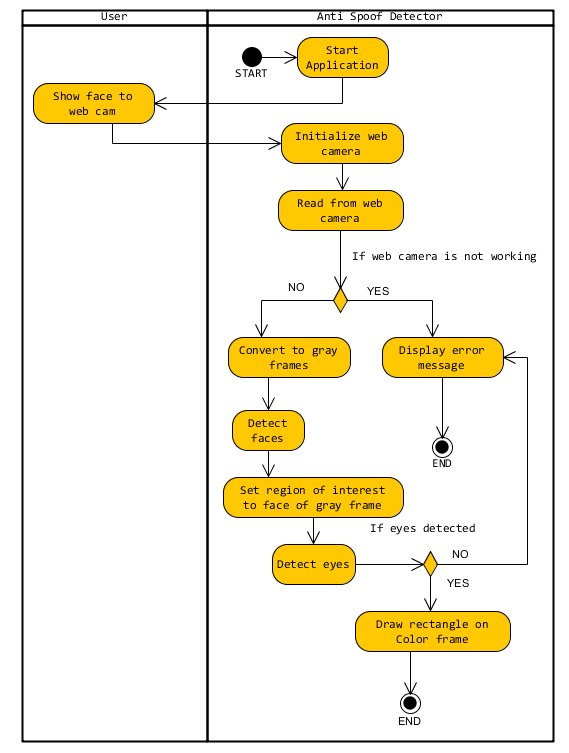 User
Anti Spoof Detector
START
Start
Application
Show face to
web cam
Initialize web
camera
Read from web
camera
If web camera is not working
NO
YES
Convert to gray
frames
Display error
message
Detect
faces
END
Set region of interest
to face of gray frame
If eyes detected
Detect eyes
NO
YES
Draw rectangle on
Color frame
END